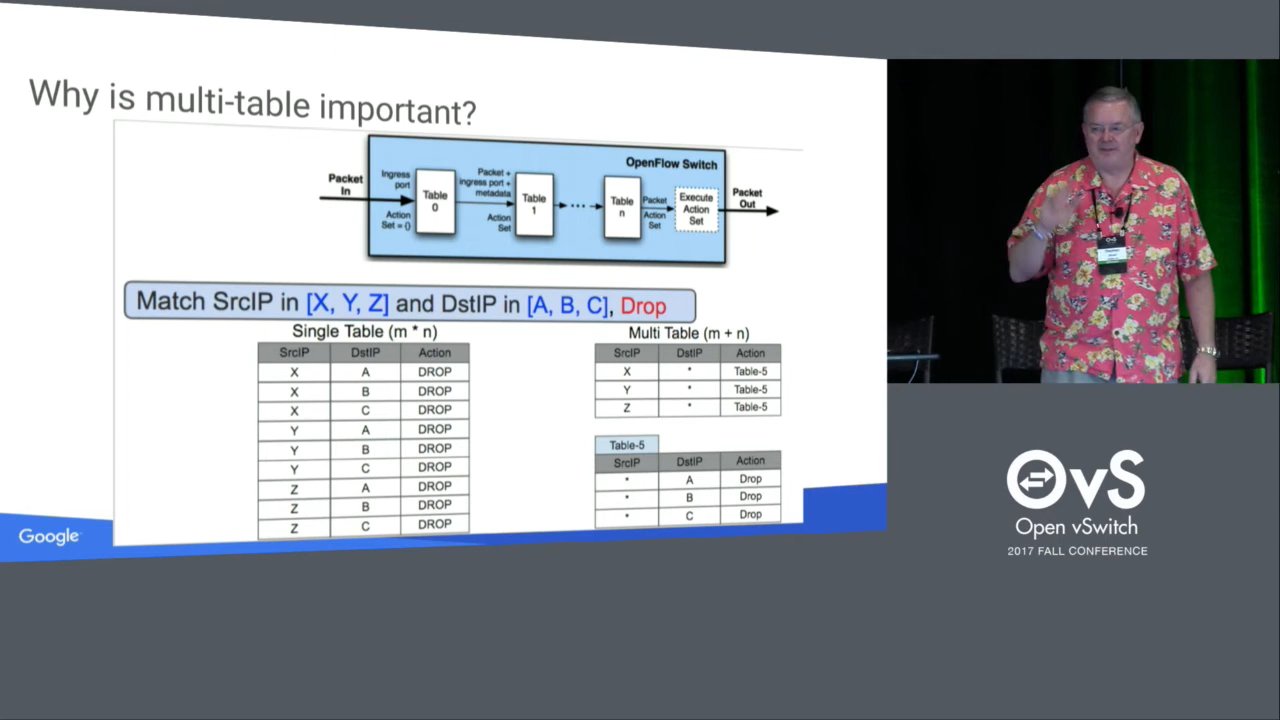 Why is multi-table important?
OpenFlow Switch
Packet In
Ingress port
Action Set = {}
Table 0
Packet + ingress port + metadata
Action Set
Table 1
...
Table n
Packet
Action Set
Execute Action Set
Packet Out
Match SrcIP in [X, Y, Z] and DstIP in [A, B, C], Drop
Single Table (m * n)
SrcIP DstIP Action
X A DROP
X B DROP
X C DROP
Y A DROP
Y B DROP
Y C DROP
Z A DROP
Z B DROP
Z C DROP
Multi Table (m + n)
SrcIP DstIP Action
X * Table-5
Y * Table-5
Z * Table-5
Table-5
SrcIP DstIP Action
* A Drop
* B Drop
* C Drop
Google
OvS
Open vSwitch
2017 FALL CONFERENCE